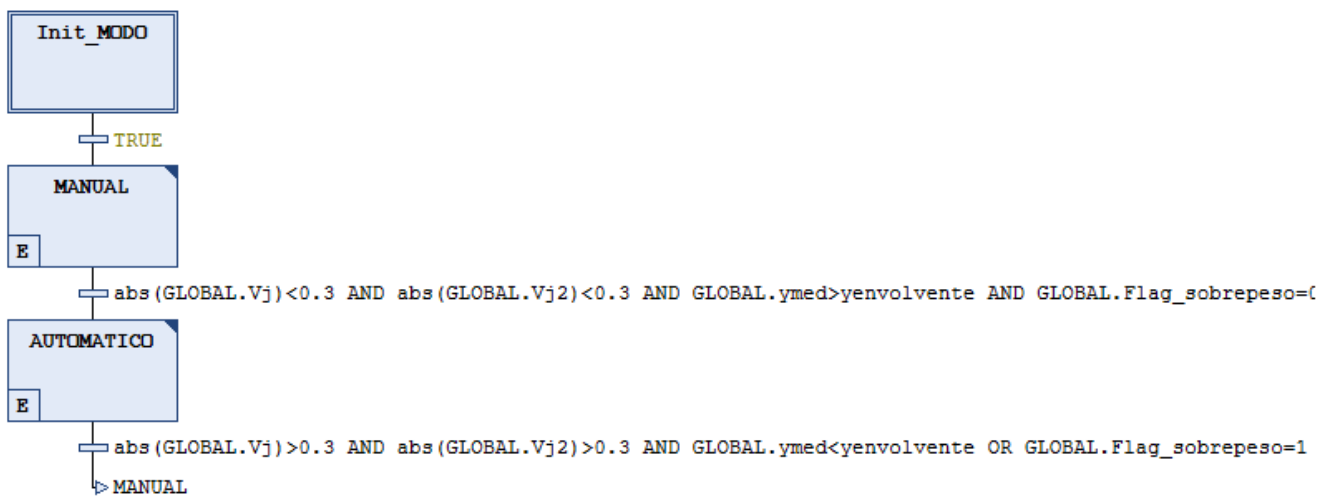 Init_MODO
TRUE
MANUAL
E
abs(GLOBAL.Vj)<0.3 AND abs(GLOBAL.Vj2)<0.3 AND GLOBAL.ymed>yenvolvente AND GLOBAL.Flag_sobrepeso=
AUTOMATICO
E
abs(GLOBAL.Vj)>0.3 AND abs(GLOBAL.Vj2)>0.3 AND GLOBAL.ymed<yenvolvente OR GLOBAL.Flag_sobrepeso=1
MANUAL